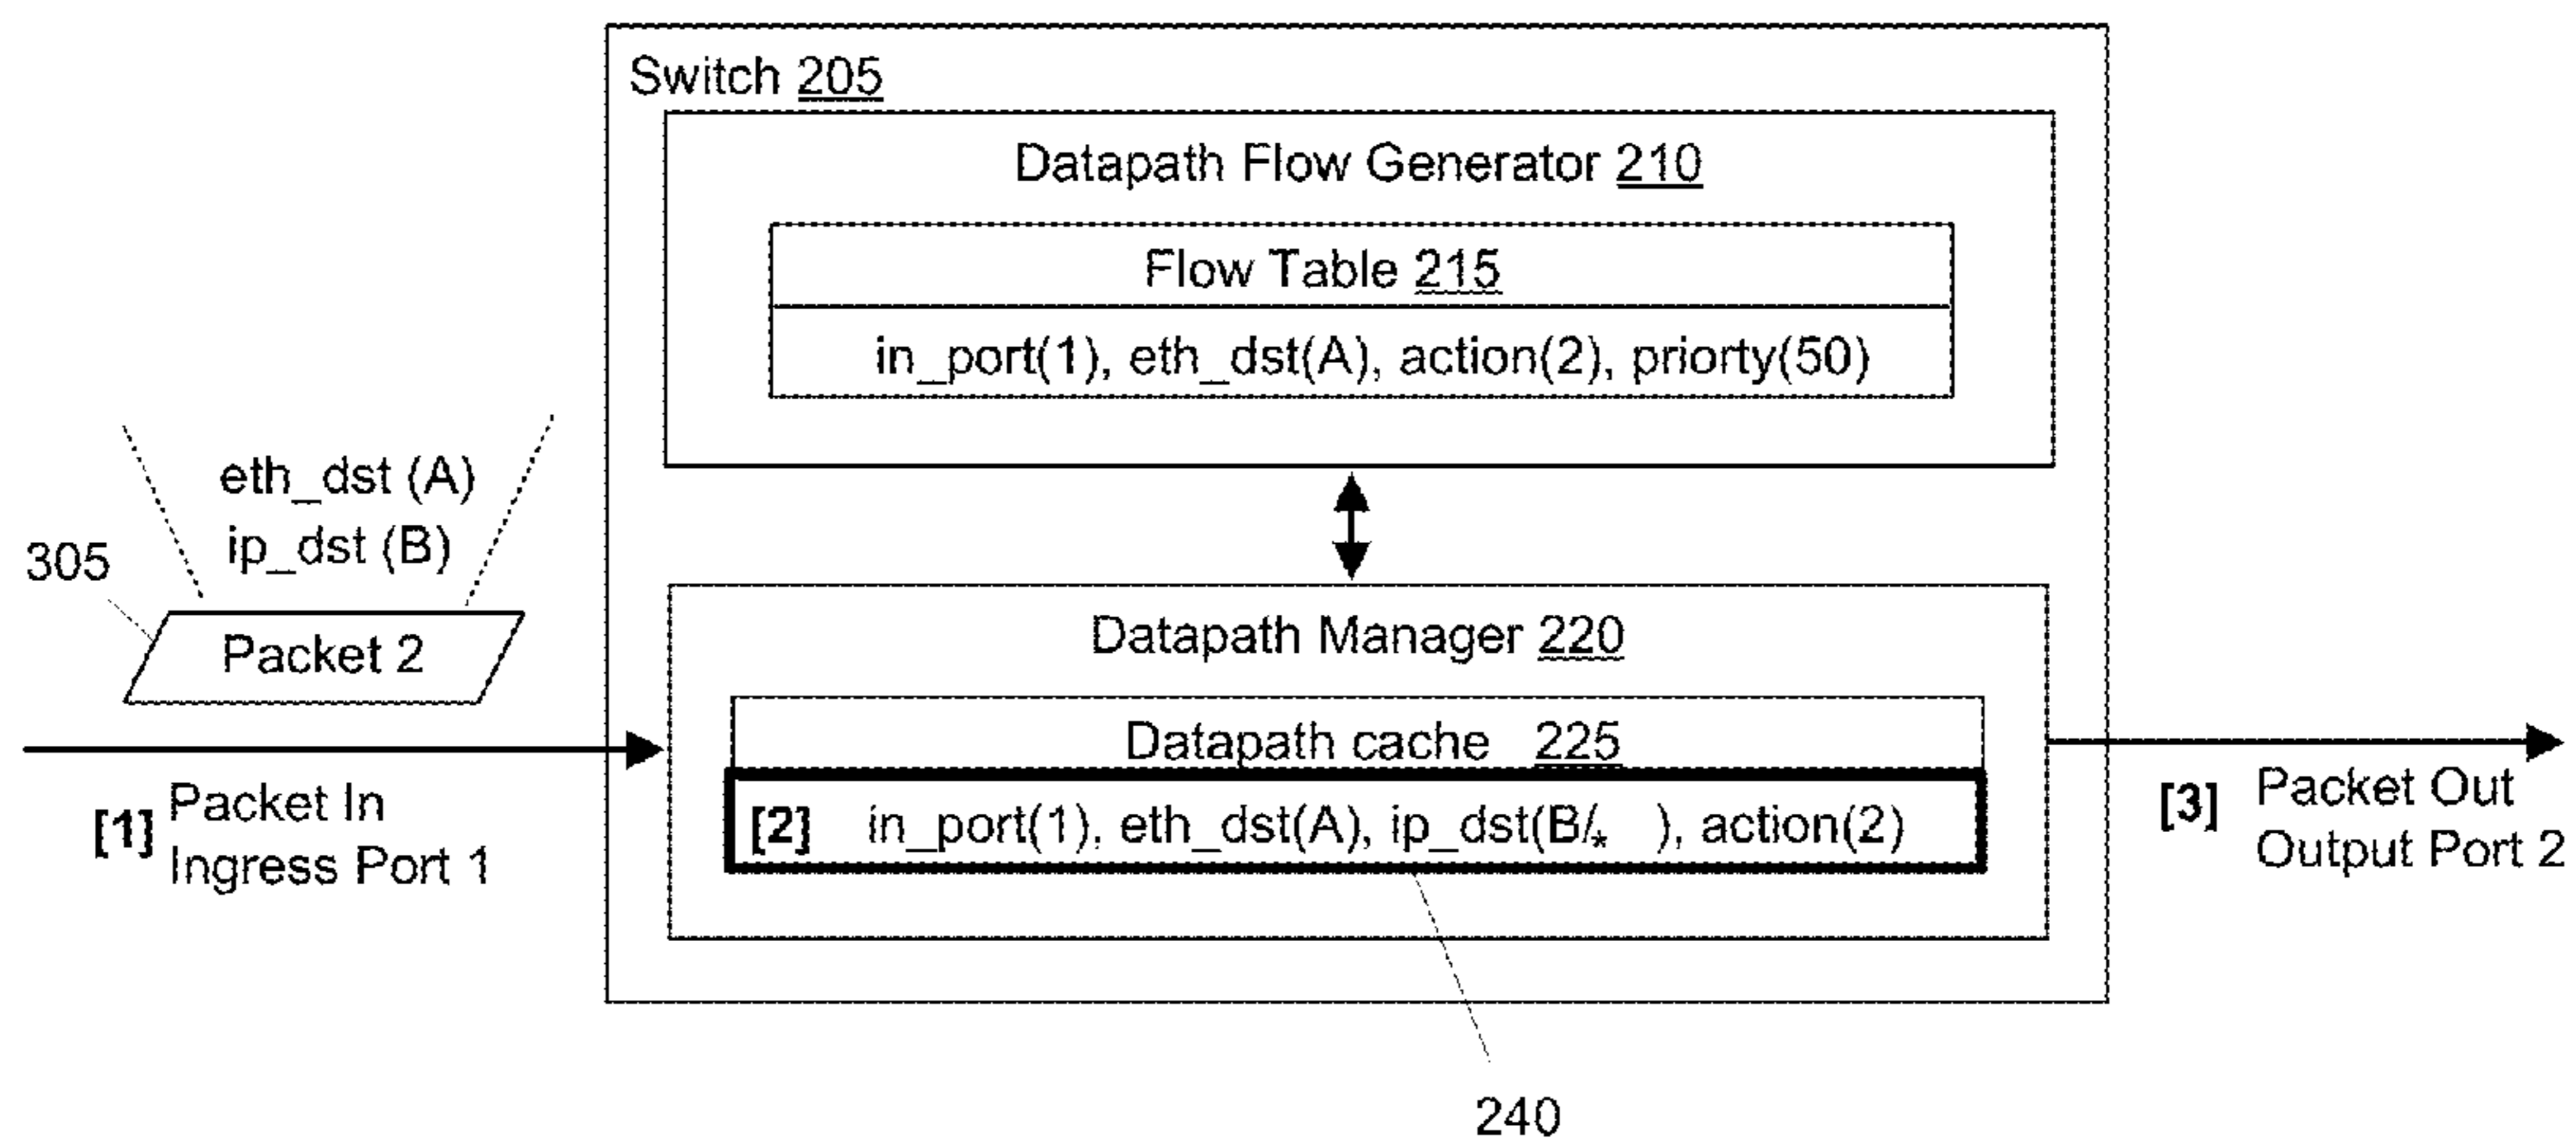 Switch 205
Datapath Flow Generator 210
Flow Table 215
in_port(1), eth_dst(A), action(2), priorty(50)
eth_dst (A)
ip_dst (B)
305
Packet 2
Datapath Manager 220
Datapath cache 225
[1] Packet In
Ingress Port 1
[2] in_port(1), eth_dst(A), ip_dst(B/* ), action(2)
[3] Packet Out
Output Port 2
240